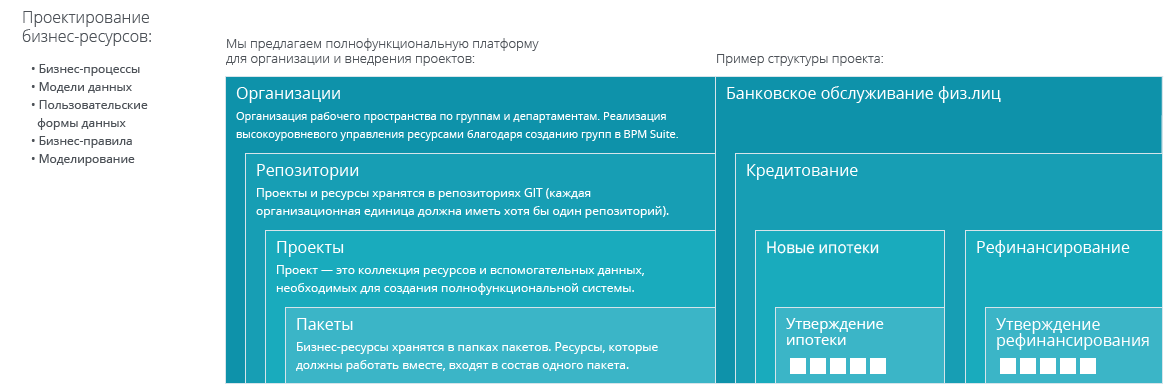 Проектирование
бизнес-ресурсов:
• Бизнес-процессы
• Модели данных
• Пользовательские
формы данных
• Бизнес-правила
• Моделирование
Мы предлагаем полнофункциональную платформу
для организации и внедрения проектов:
Организации
Организация рабочего пространства по группам и департаментам. Реализация
высокоуровневого управления ресурсами благодаря созданию групп в BPM Suite.
Репозитории
Проекты и ресурсы хранятся в репозиториях GIT (каждая
организационная единица должна иметь хотя бы один репозиторий).
Проекты
Проект — это коллекция ресурсов и вспомогательных данных,
необходимых для создания полнофункциональной системы.
Пакеты
Бизнес-ресурсы хранятся в папках пакетов. Ресурсы, которые
должны работать вместе, входят в состав одного пакета.
Пример структуры проекта:
Банковское обслуживание физ.лиц
Кредитование
Новые ипотеки
Утверждение
ипотеки
Рефинансирование
Утверждение
рефинансирования